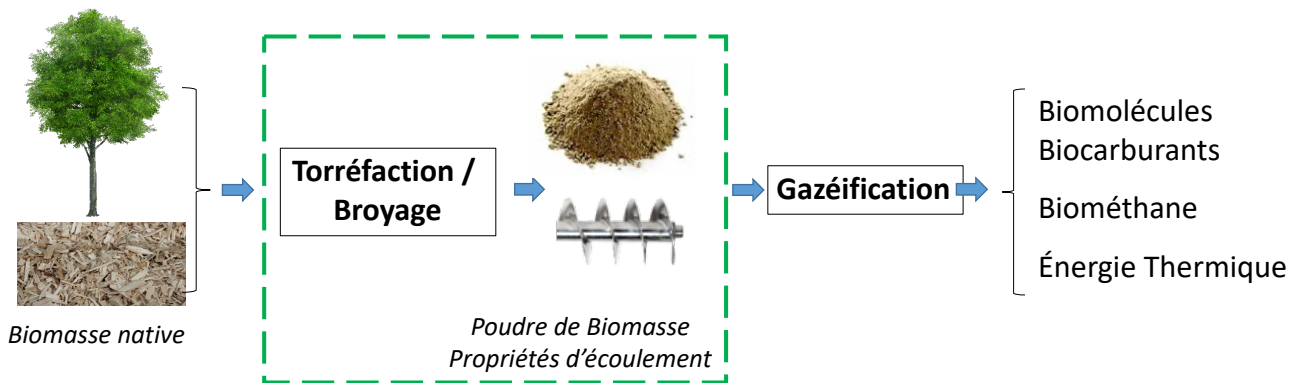 Biomasse native
Torréfaction /
Broyage
Poudre de Biomasse
Propriétés d’écoulement
Gazéification
Biomolécules
Biocarburants
Biométhane
Énergie Thermique